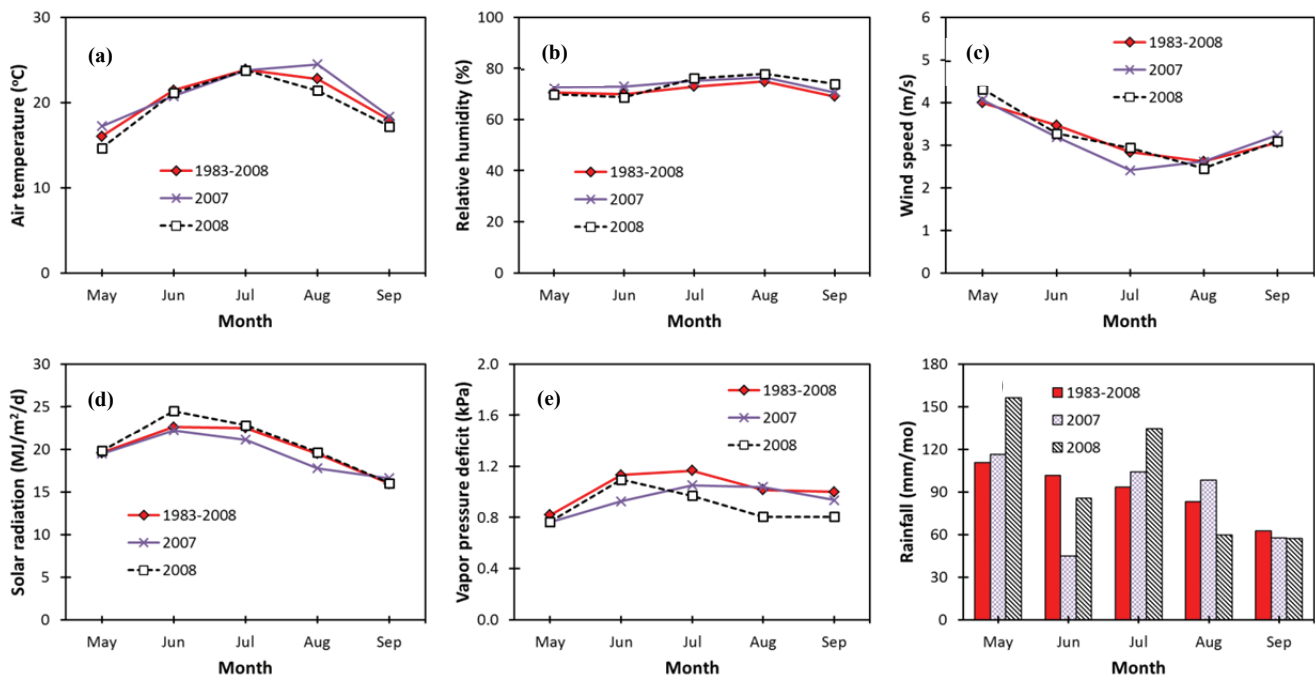 Air temperature (°C)
30
20
10
0
(a)
1983-2008
2007
2008
May Jun Jul Aug Sep
Month
Relative humidity (%)
100
80
60
40
20
0
(b)
1983-2008
2007
2008
May Jun Jul Aug Sep
Month
Wind speed (m/s)
6
5
4
3
2
1
0
(c)
1983-2008
2007
2008
May Jun Jul Aug Sep
Month
Solar radiation (MJ/m²/d)
30
25
20
15
10
5
0
(d)
1983-2008
2007
2008
May Jun Jul Aug Sep
Month
Vapor pressure deficit (kPa)
2.0
1.6
1.2
0.8
0.4
0.0
(e)
1983-2008
2007
2008
May Jun Jul Aug Sep
Month
Rainfall (mm/mo)
180
150
120
90
60
30
0
1983-2008
2007
2008
May Jun Jul Aug Sep
Month